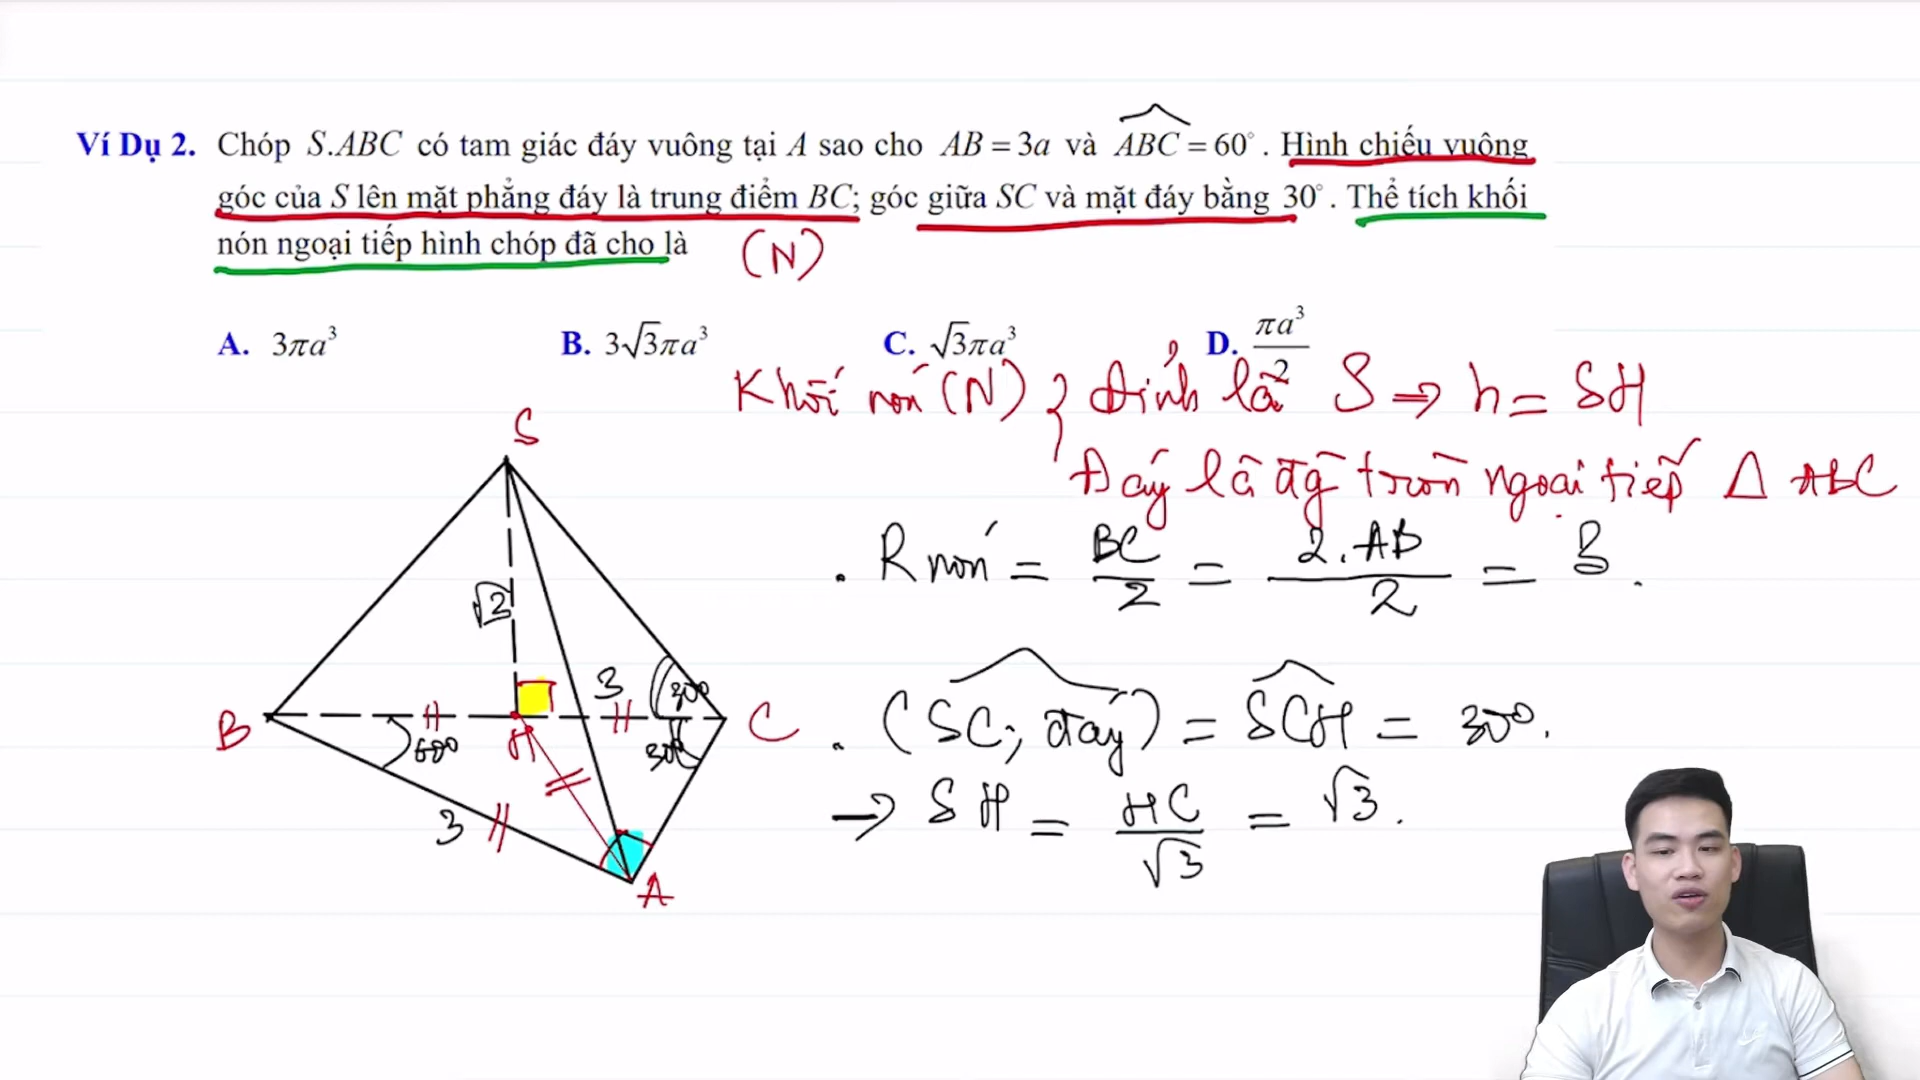 Ví Dụ 2. Chóp S.ABC có tam giác đáy vuông tại A sao cho AB = 3a và ABC = 60°. Hình chiếu vuông
góc của S lên mặt phẳng đáy là trung điểm BC; góc giữa SC và mặt đáy bằng 30°. Thể tích khối
nón ngoại tiếp hình chóp đã cho là (N)
A. 3πa³ B. 3√3πa³ C. √3πa³ D. πa³/2
Khối nón (N) { đỉnh là S ⇒ h = SH
Đáy là đg tròn ngoại tiếp Δ ABC
. R nón = BC/2 = 2.AB/2 = 3.
. (SC; đáy) = SCH = 30°.
→ SH = HC/√3 = √3.
S
√2
3
30°
B
60°
H
30°
C
3
A